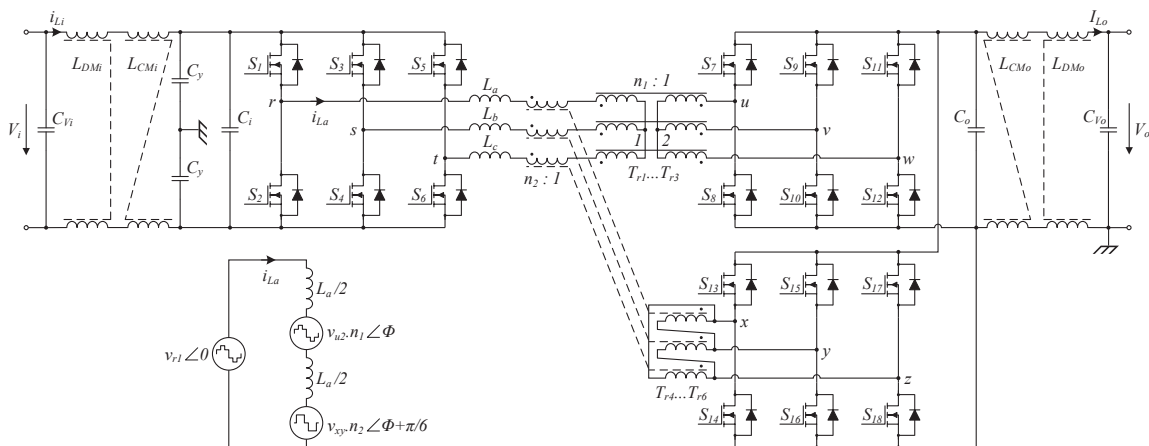 i_Li
I_Lo
L_DMi
L_CMi
C_y
S_1
S_3
S_5
n_1 : 1
S_7
S_9
S_11
L_CMo
L_DMo
L_a
r
i_La
u
V_i
C_Vi
C_i
L_b
s
1
2
v
C_o
C_Vo
V_o
L_c
t
w
C_y
n_2 : 1
T_r1...T_r3
S_2
S_4
S_6
S_8
S_10
S_12
i_La
L_a/2
S_13
S_15
S_17
x
v_u2.n_1∠Φ
v_r1∠0
y
L_a/2
z
T_r4...T_r6
v_xy.n_2∠Φ+π/6
S_14
S_16
S_18